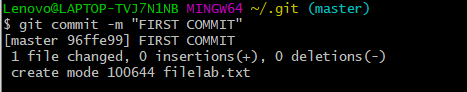 Lenovo@LAPTOP-TVJ7N1NB MINGW64 ~/.git (master)
$ git commit -m "FIRST COMMIT"
[master 96ffe99] FIRST COMMIT
 1 file changed, 0 insertions(+), 0 deletions(-)
 create mode 100644 filelab.txt